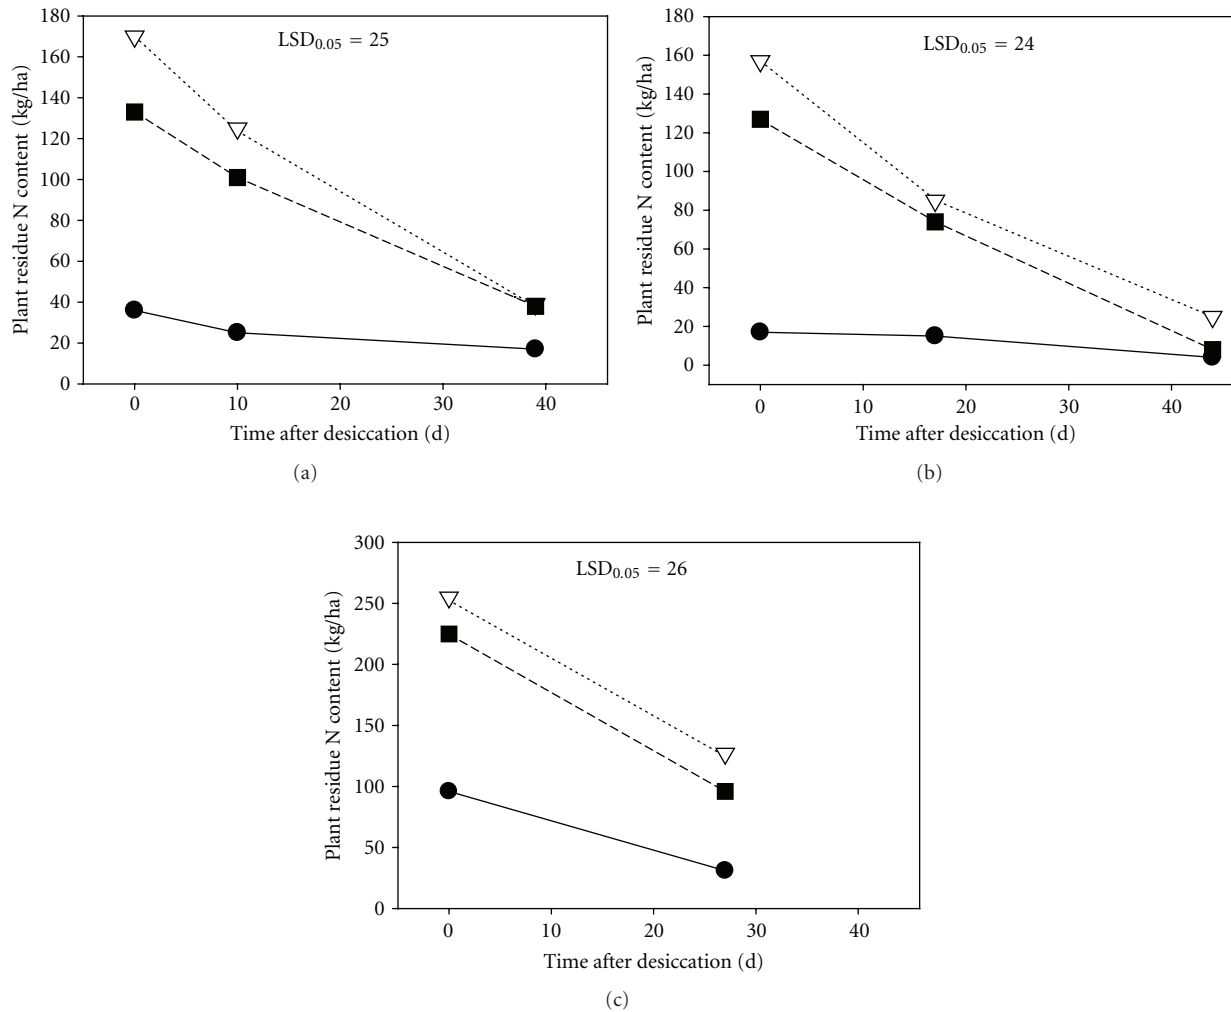 180
160
140
120
100
80
60
40
20
0
Plant residue N content (kg/ha)
LSD0.05 = 25
0 10 20 30 40
Time after desiccation (d)
(a)
180
160
140
120
100
80
60
40
20
0
Plant residue N content (kg/ha)
LSD0.05 = 24
0 10 20 30 40
Time after desiccation (d)
(b)
300
250
200
150
100
50
0
Plant residue N content (kg/ha)
LSD0.05 = 26
0 10 20 30 40
Time after desiccation (d)
(c)